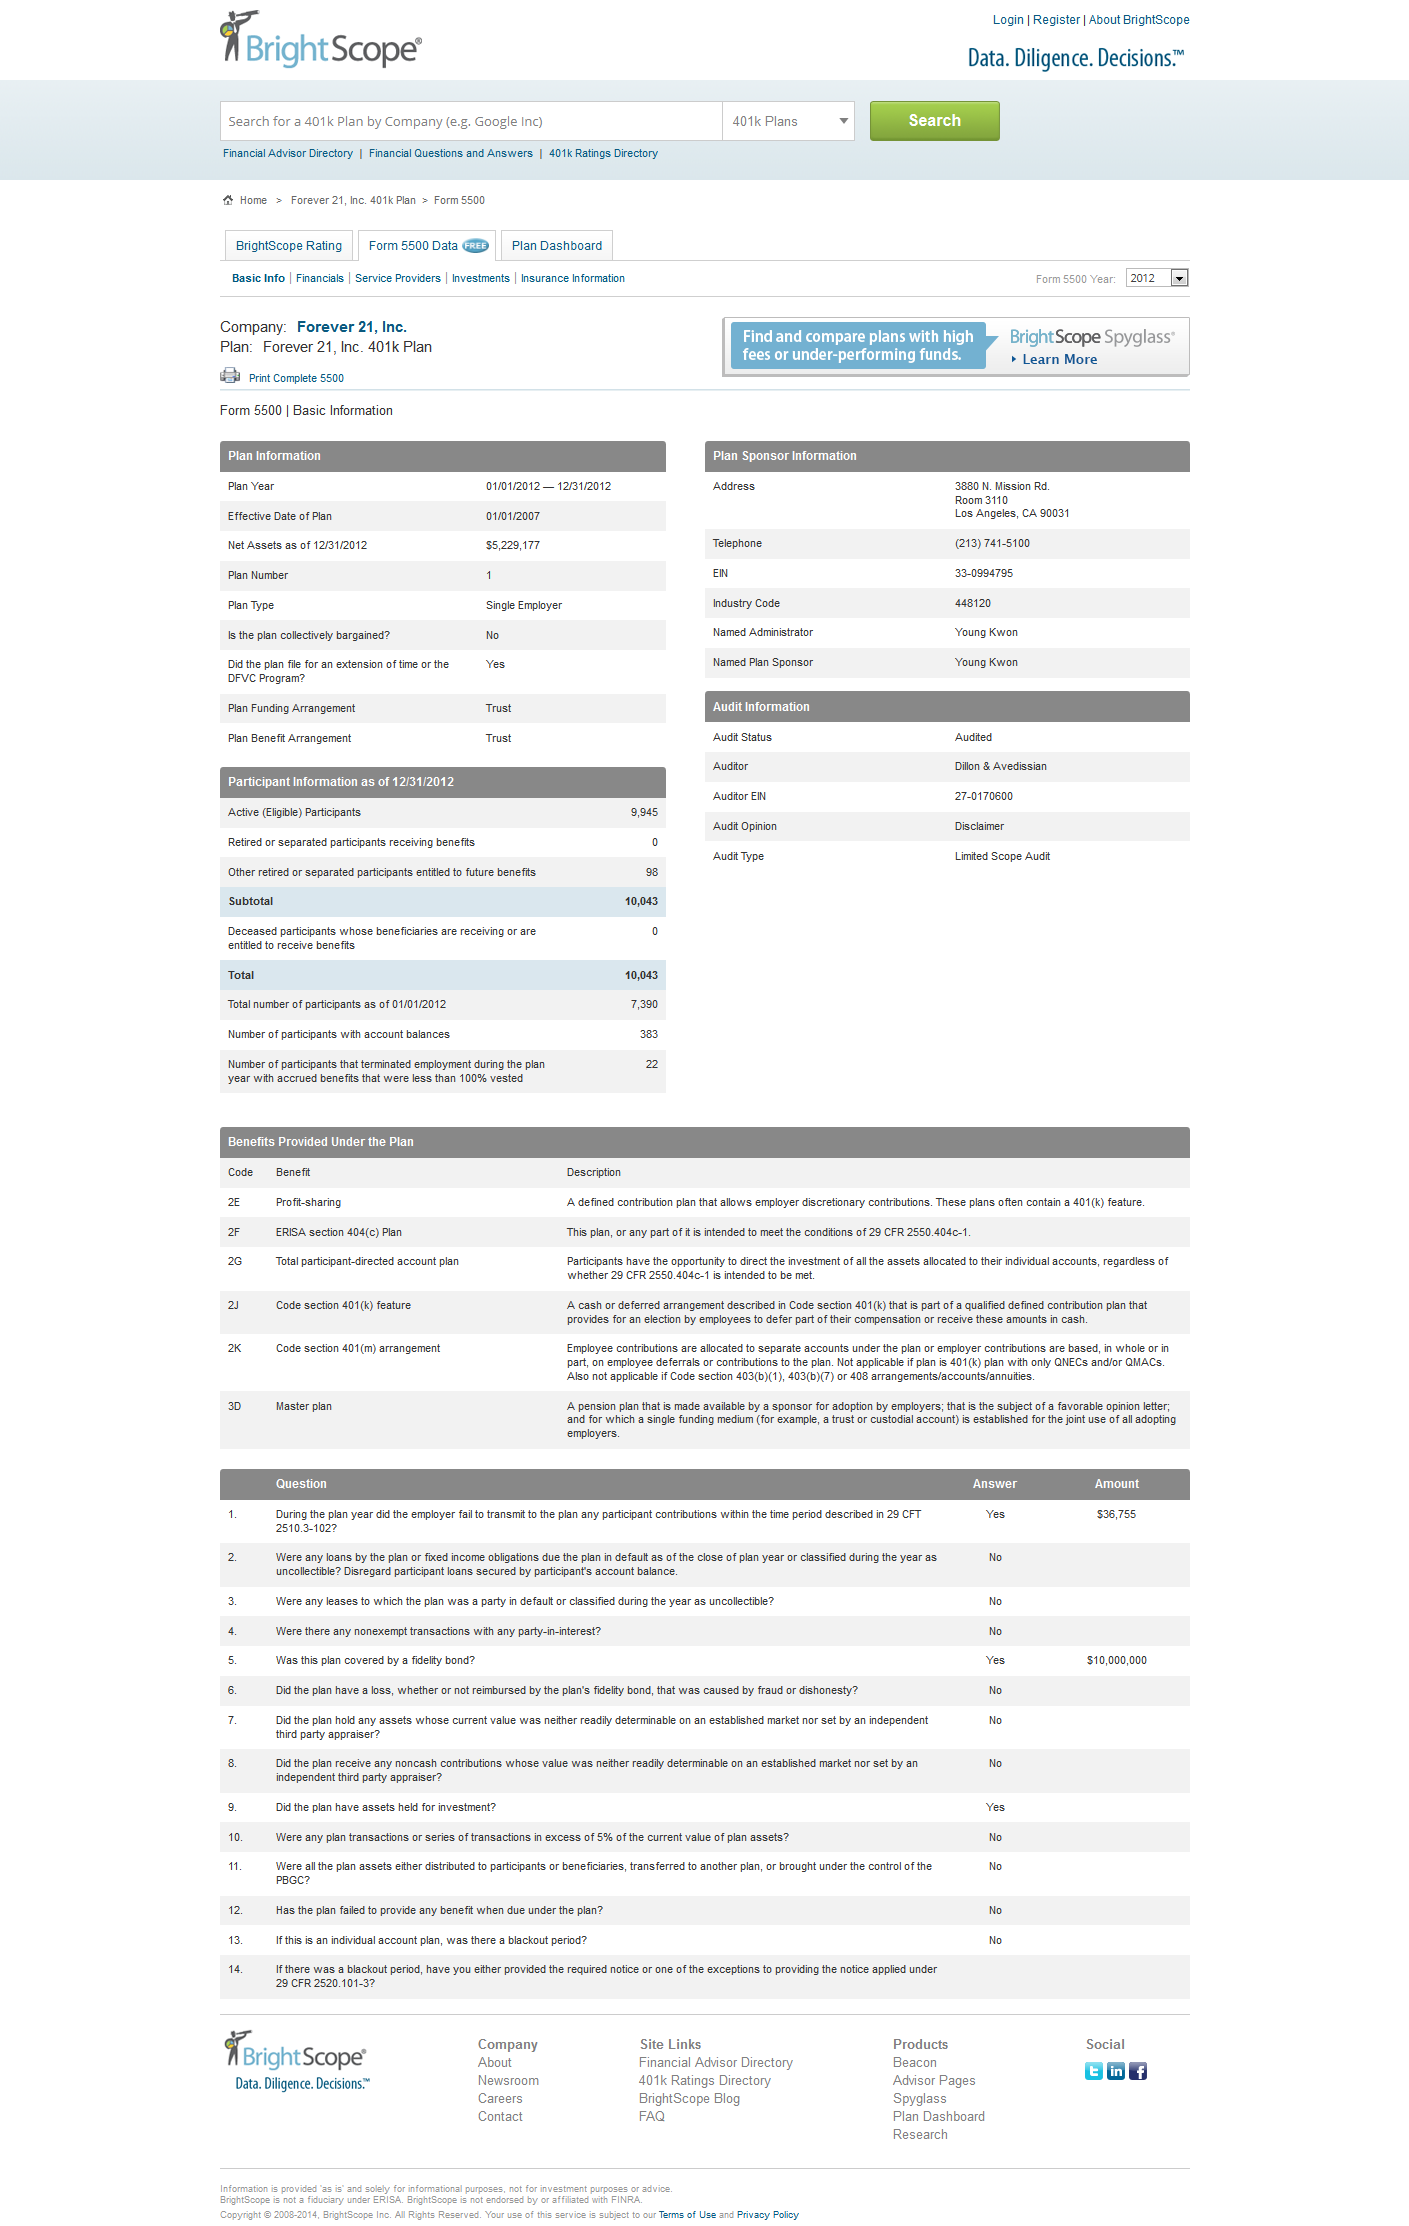 BrightScope®
Login | Register | About BrightScope
Data. Diligence. Decisions.™
Search for a 401k Plan by Company (e.g. Google Inc)
401k Plans
Search
Financial Advisor Directory | Financial Questions and Answers | 401k Ratings Directory
Home > Forever 21, Inc. 401k Plan > Form 5500
BrightScope Rating
Form 5500 Data FREE
Plan Dashboard
Basic Info | Financials | Service Providers | Investments | Insurance Information
Form 5500 Year: 2012
Company: Forever 21, Inc.
Plan: Forever 21, Inc. 401k Plan
Print Complete 5500
Find and compare plans with high
fees or under-performing funds.
BrightScope Spyglass®
Learn More
Form 5500 | Basic Information
Plan Information
Plan Year 01/01/2012 — 12/31/2012
Effective Date of Plan 01/01/2007
Net Assets as of 12/31/2012 $5,229,177
Plan Number 1
Plan Type Single Employer
Is the plan collectively bargained? No
Did the plan file for an extension of time or the Yes
DFVC Program?
Plan Funding Arrangement Trust
Plan Benefit Arrangement Trust
Participant Information as of 12/31/2012
Active (Eligible) Participants 9,945
Retired or separated participants receiving benefits 0
Other retired or separated participants entitled to future benefits 98
Subtotal 10,043
Deceased participants whose beneficiaries are receiving or are 0
entitled to receive benefits
Total 10,043
Total number of participants as of 01/01/2012 7,390
Number of participants with account balances 383
Number of participants that terminated employment during the plan 22
year with accrued benefits that were less than 100% vested
Plan Sponsor Information
Address 3880 N. Mission Rd.
Room 3110
Los Angeles, CA 90031
Telephone (213) 741-5100
EIN 33-0994795
Industry Code 448120
Named Administrator Young Kwon
Named Plan Sponsor Young Kwon
Audit Information
Audit Status Audited
Auditor Dillon & Avedissian
Auditor EIN 27-0170600
Audit Opinion Disclaimer
Audit Type Limited Scope Audit
Benefits Provided Under the Plan
Code Benefit Description
2E Profit-sharing A defined contribution plan that allows employer discretionary contributions. These plans often contain a 401(k) feature.
2F ERISA section 404(c) Plan This plan, or any part of it is intended to meet the conditions of 29 CFR 2550.404c-1.
2G Total participant-directed account plan Participants have the opportunity to direct the investment of all the assets allocated to their individual accounts, regardless of
whether 29 CFR 2550.404c-1 is intended to be met.
2J Code section 401(k) feature A cash or deferred arrangement described in Code section 401(k) that is part of a qualified defined contribution plan that
provides for an election by employees to defer part of their compensation or receive these amounts in cash.
2K Code section 401(m) arrangement Employee contributions are allocated to separate accounts under the plan or employer contributions are based, in whole or in
part, on employee deferrals or contributions to the plan. Not applicable if plan is 401(k) plan with only QNECs and/or QMACs.
Also not applicable if Code section 403(b)(1), 403(b)(7) or 408 arrangements/accounts/annuities.
3D Master plan A pension plan that is made available by a sponsor for adoption by employers; that is the subject of a favorable opinion letter;
and for which a single funding medium (for example, a trust or custodial account) is established for the joint use of all adopting
employers.
Question Answer Amount
1. During the plan year did the employer fail to transmit to the plan any participant contributions within the time period described in 29 CFT Yes $36,755
2510.3-102?
2. Were any loans by the plan or fixed income obligations due the plan in default as of the close of plan year or classified during the year as No
uncollectible? Disregard participant loans secured by participant's account balance.
3. Were any leases to which the plan was a party in default or classified during the year as uncollectible? No
4. Were there any nonexempt transactions with any party-in-interest? No
5. Was this plan covered by a fidelity bond? Yes $10,000,000
6. Did the plan have a loss, whether or not reimbursed by the plan's fidelity bond, that was caused by fraud or dishonesty? No
7. Did the plan hold any assets whose current value was neither readily determinable on an established market nor set by an independent No
third party appraiser?
8. Did the plan receive any noncash contributions whose value was neither readily determinable on an established market nor set by an No
independent third party appraiser?
9. Did the plan have assets held for investment? Yes
10. Were any plan transactions or series of transactions in excess of 5% of the current value of plan assets? No
11. Were all the plan assets either distributed to participants or beneficiaries, transferred to another plan, or brought under the control of the No
PBGC?
12. Has the plan failed to provide any benefit when due under the plan? No
13. If this is an individual account plan, was there a blackout period? No
14. If there was a blackout period, have you either provided the required notice or one of the exceptions to providing the notice applied under
29 CFR 2520.101-3?
BrightScope®
Data. Diligence. Decisions.™
Company
About
Newsroom
Careers
Contact
Site Links
Financial Advisor Directory
401k Ratings Directory
BrightScope Blog
FAQ
Products
Beacon
Advisor Pages
Spyglass
Plan Dashboard
Research
Social
Information is provided 'as is' and solely for informational purposes, not for investment purposes or advice.
BrightScope is not a fiduciary under ERISA. BrightScope is not endorsed by or affiliated with FINRA.
Copyright © 2008-2014, BrightScope Inc. All Rights Reserved. Your use of this service is subject to our Terms of Use and Privacy Policy